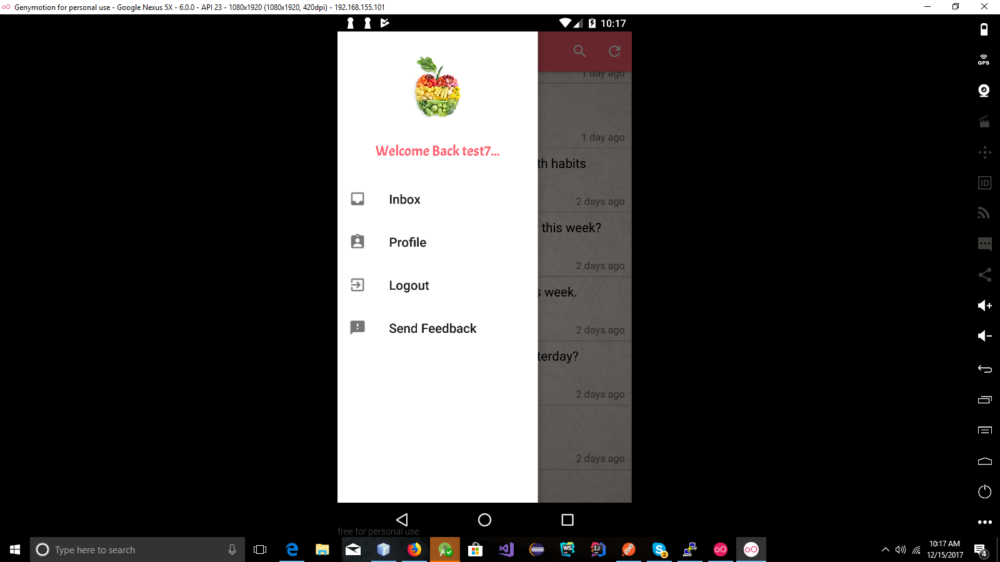 Genymotion for personal use - Google Nexus 5X - 6.0.0 - API 23 - 1080x1920 (1080x1920, 420dpi) - 192.168.155.101
10:17
GPS
1 day ago
1 day ago
Welcome Back test7...
th habits
ID
Inbox
2 days ago
this week?
Profile
2 days ago
Logout
s week.
Send Feedback
2 days ago
terday?
2 days ago
2 days ago
free for personal use
Type here to search
WS
IJ
2
10:17 AM
12/15/2017
4